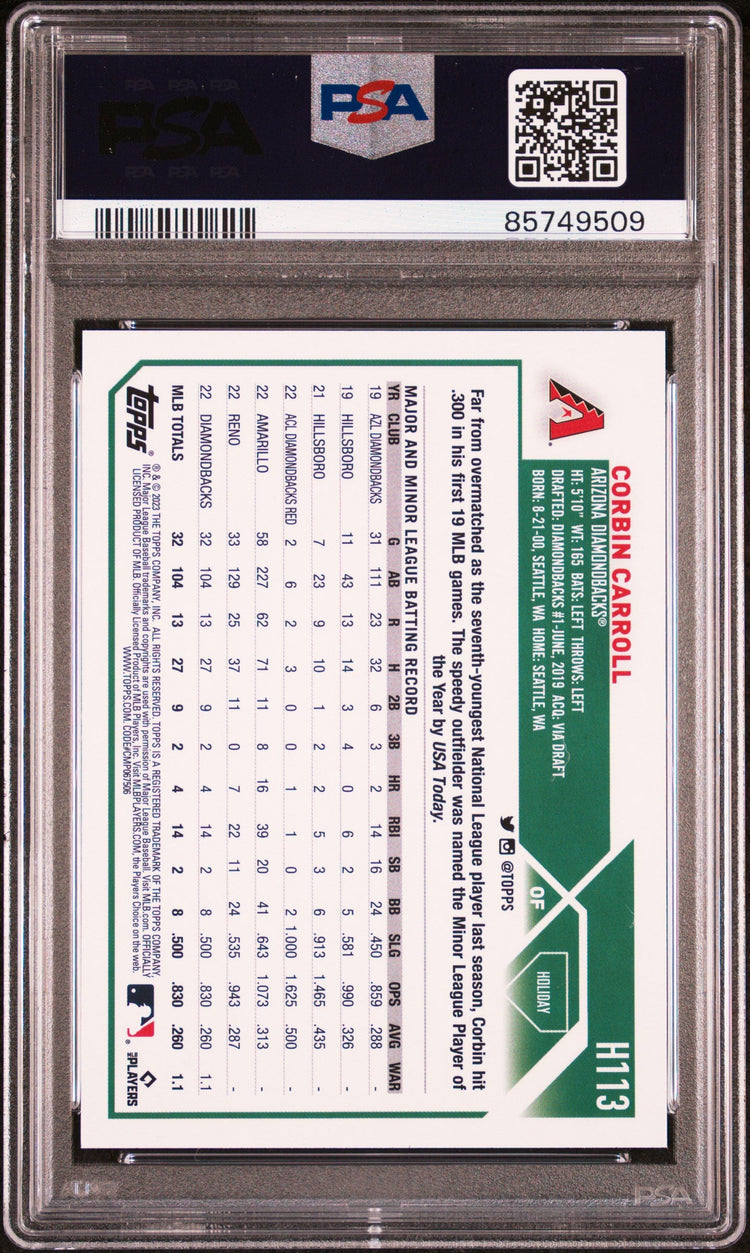 PSA
PSA PSA PSA
PSA
PSA PSA PSA
85749509
H113
CORBIN CARROLL
ARIZONA DIAMONDBACKS®
HT: 5'10" WT: 165 BATS: LEFT THROWS: LEFT
DRAFTED: DIAMONDBACKS #1-JUNE, 2019 ACQ: VIA DRAFT
BORN: 8-21-00, SEATTLE, WA HOME: SEATTLE, WA
OF
HOLIDAY
@TOPPS
Far from overmatched as the seventh-youngest National League player last season, Corbin hit
.300 in his first 19 MLB games. The speedy outfielder was named the Minor League Player of
the Year by USA Today.
MAJOR AND MINOR LEAGUE BATTING RECORD
YR CLUB G AB R H 2B 3B HR RBI SB BB SLG OPS AVG WAR
19 AZL DIAMONDBACKS 31 111 23 32 6 3 2 14 16 24 .450 .859 .288 -
19 HILLSBORO 11 43 13 14 3 4 0 6 2 5 .581 .990 .326 -
21 HILLSBORO 7 23 9 10 1 2 2 5 3 6 .913 1.465 .435 -
22 ACL DIAMONDBACKS RED 2 6 2 3 0 0 1 1 0 2 1.000 1.625 .500 -
22 AMARILLO 58 227 62 71 11 8 16 39 20 41 .643 1.073 .313 -
22 RENO 33 129 25 37 11 0 7 22 11 24 .535 .943 .287 -
22 DIAMONDBACKS 32 104 13 27 9 2 4 14 2 8 .500 .830 .260 1.1
MLB TOTALS 32 104 13 27 9 2 4 14 2 8 .500 .830 .260 1.1
topps®
® & © 2023 THE TOPPS COMPANY, INC. ALL RIGHTS RESERVED. TOPPS IS A REGISTERED TRADEMARK OF THE TOPPS COMPANY,
INC. Major League Baseball trademarks and copyrights are used with permission of Major League Baseball. Visit MLB.com. OFFICIALLY
LICENSED PRODUCT OF MLB. Officially Licensed Product of MLB Players, Inc. Visit MLBPLAYERS.COM, the Players Choice on the web.
WWW.TOPPS.COM. CODE#CMP067506
MLBPLAYERS
PSA